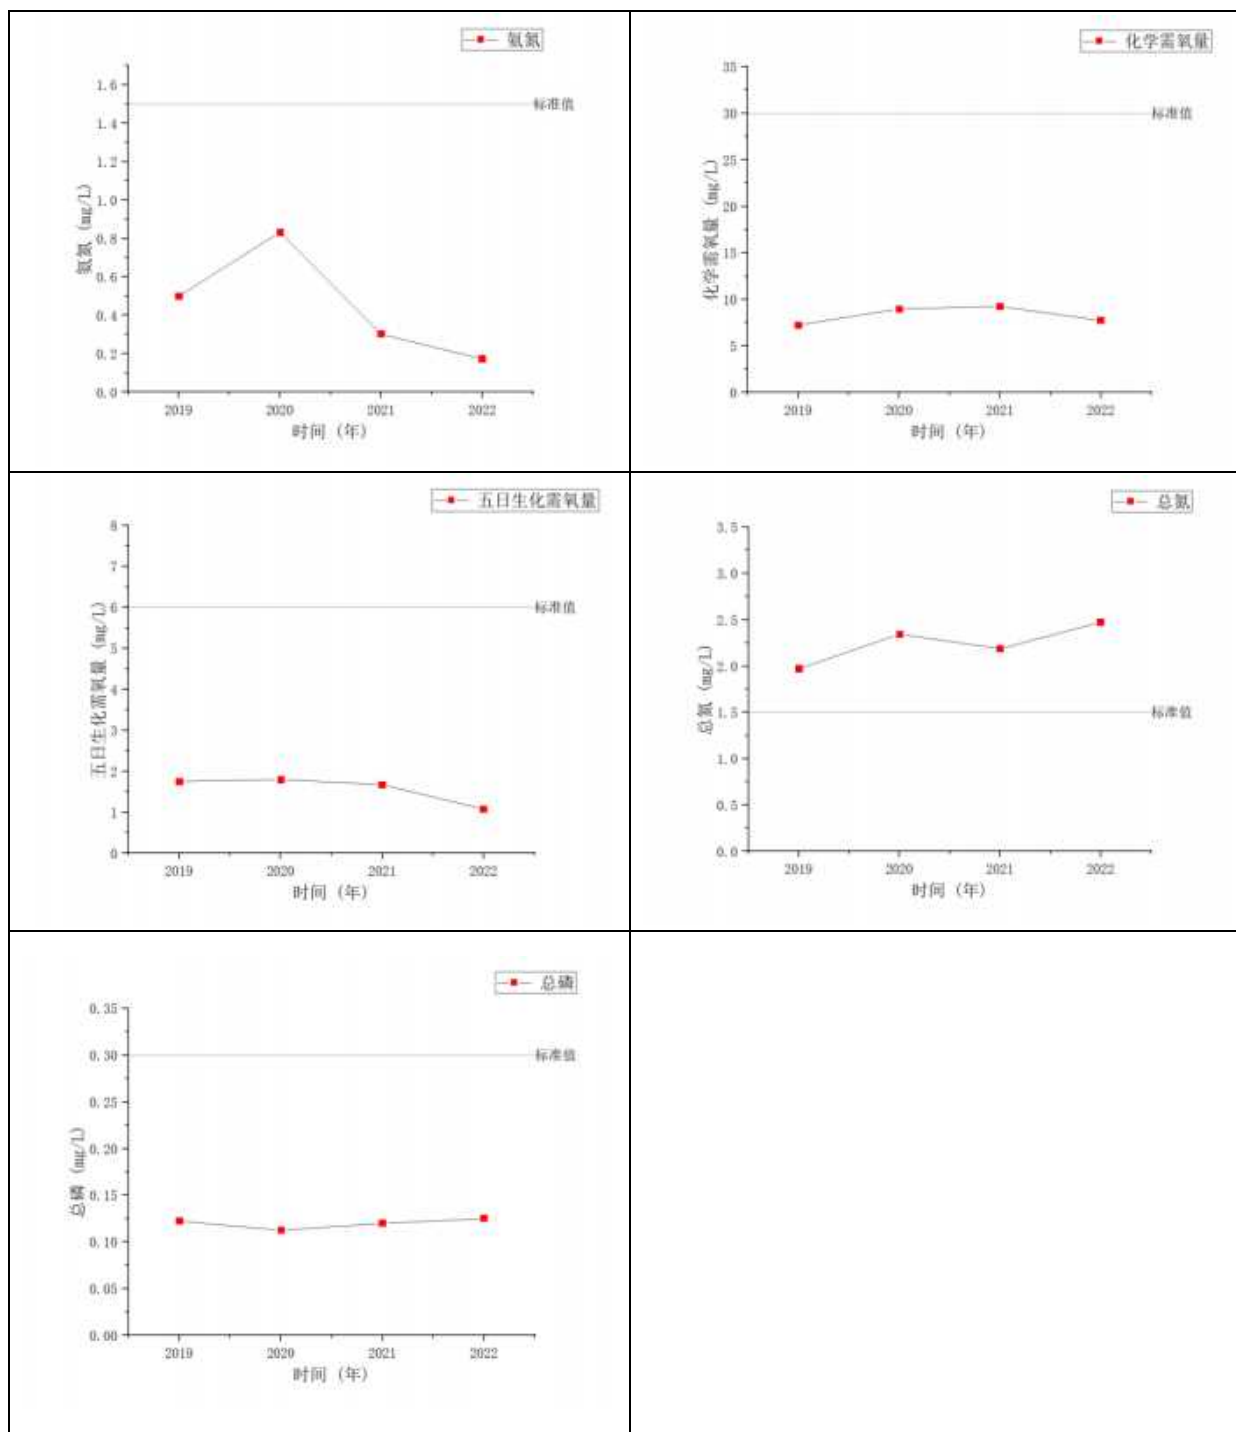 氨氮
1.6
1.4
1.2
1.0
0.8
0.6
0.4
0.2
0.0
标准值
氨氮 (mg/L)
2019 2020 2021 2022
时间 (年)
化学需氧量
35
30
25
20
15
10
5
0
标准值
化学需氧量 (mg/L)
2019 2020 2021 2022
时间 (年)
五日生化需氧量
8
7
6
5
4
3
2
1
0
标准值
五日生化需氧量 (mg/L)
2019 2020 2021 2022
时间 (年)
总氮
3.5
3.0
2.5
2.0
1.5
1.0
0.5
0.0
标准值
总氮 (mg/L)
2019 2020 2021 2022
时间 (年)
总磷
0.35
0.30
0.25
0.20
0.15
0.10
0.05
0.00
标准值
总磷 (mg/L)
2019 2020 2021 2022
时间 (年)